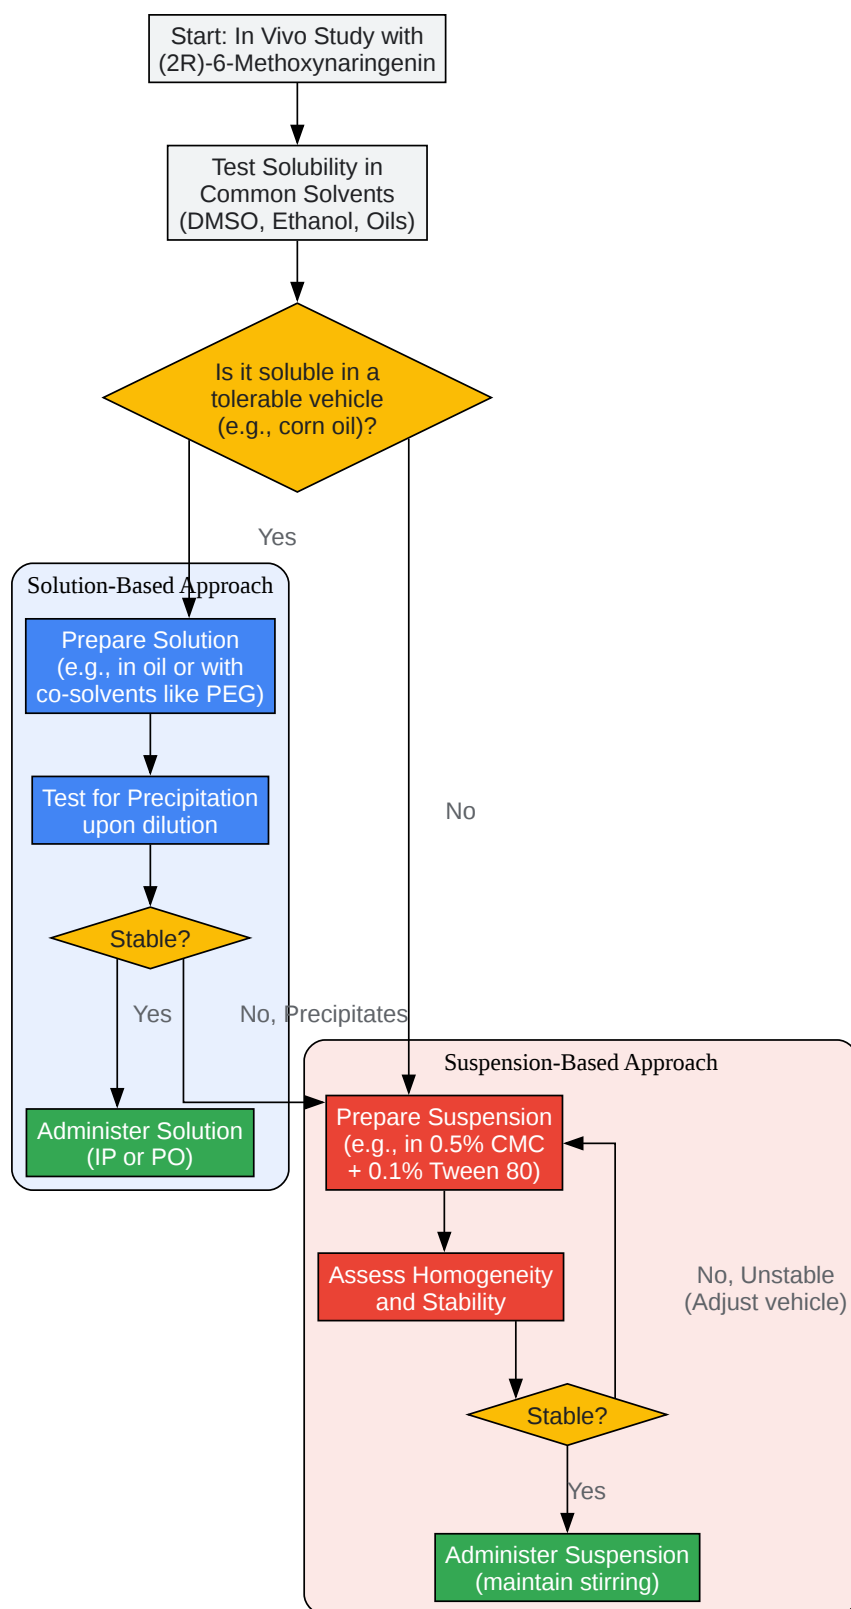 Start: In Vivo Study with
(2R)-6-Methoxynaringenin
Test Solubility in
Common Solvents
(DMSO, Ethanol, Oils)
Is it soluble in a
tolerable vehicle
(e.g., corn oil)?
Yes
No
Solution-Based Approach
Prepare Solution
(e.g., in oil or with
co-solvents like PEG)
Test for Precipitation
upon dilution
Stable?
Yes
No, Precipitates
Administer Solution
(IP or PO)
Suspension-Based Approach
Prepare Suspension
(e.g., in 0.5% CMC
+ 0.1% Tween 80)
Assess Homogeneity
and Stability
No, Unstable
(Adjust vehicle)
Stable?
Yes
Administer Suspension
(maintain stirring)